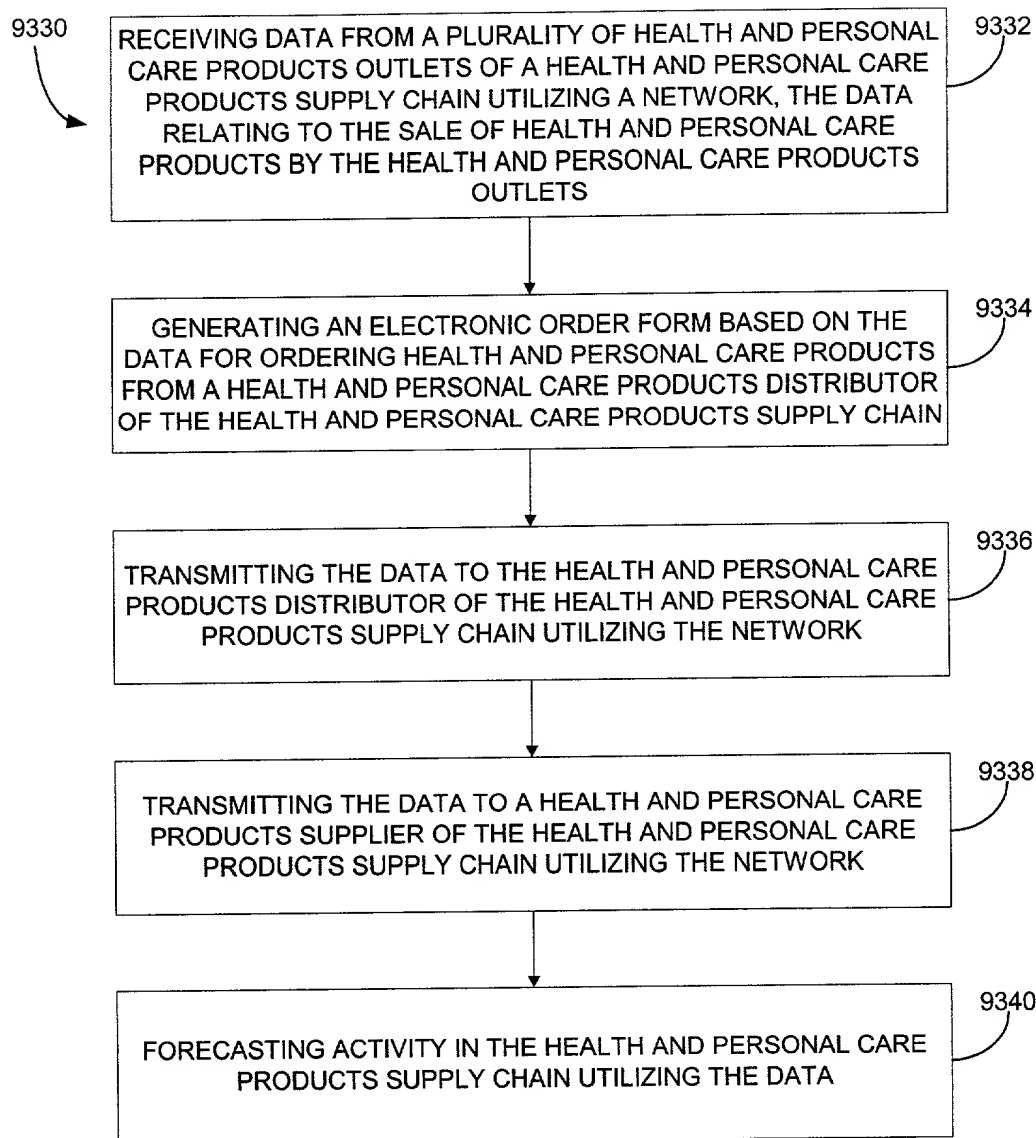 9330
RECEIVING DATA FROM A PLURALITY OF HEALTH AND PERSONAL
CARE PRODUCTS OUTLETS OF A HEALTH AND PERSONAL CARE
PRODUCTS SUPPLY CHAIN UTILIZING A NETWORK, THE DATA
RELATING TO THE SALE OF HEALTH AND PERSONAL CARE
PRODUCTS BY THE HEALTH AND PERSONAL CARE PRODUCTS
OUTLETS
9332
GENERATING AN ELECTRONIC ORDER FORM BASED ON THE
DATA FOR ORDERING HEALTH AND PERSONAL CARE PRODUCTS
FROM A HEALTH AND PERSONAL CARE PRODUCTS DISTRIBUTOR
OF THE HEALTH AND PERSONAL CARE PRODUCTS SUPPLY CHAIN
9334
TRANSMITTING THE DATA TO THE HEALTH AND PERSONAL CARE
PRODUCTS DISTRIBUTOR OF THE HEALTH AND PERSONAL CARE
PRODUCTS SUPPLY CHAIN UTILIZING THE NETWORK
9336
TRANSMITTING THE DATA TO A HEALTH AND PERSONAL CARE
PRODUCTS SUPPLIER OF THE HEALTH AND PERSONAL CARE
PRODUCTS SUPPLY CHAIN UTILIZING THE NETWORK
9338
FORECASTING ACTIVITY IN THE HEALTH AND PERSONAL CARE
PRODUCTS SUPPLY CHAIN UTILIZING THE DATA
9340